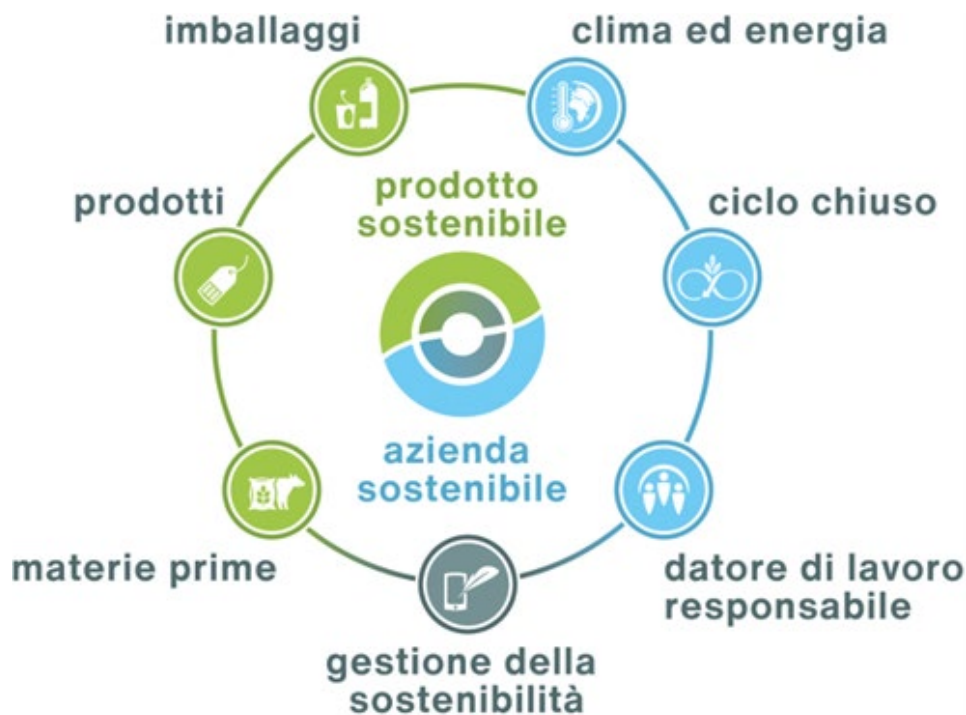 imballaggi
clima ed energia
prodotti
prodotto
sostenibile
ciclo chiuso
azienda
sostenibile
materie prime
datore di lavoro
responsabile
gestione della
sostenibilità